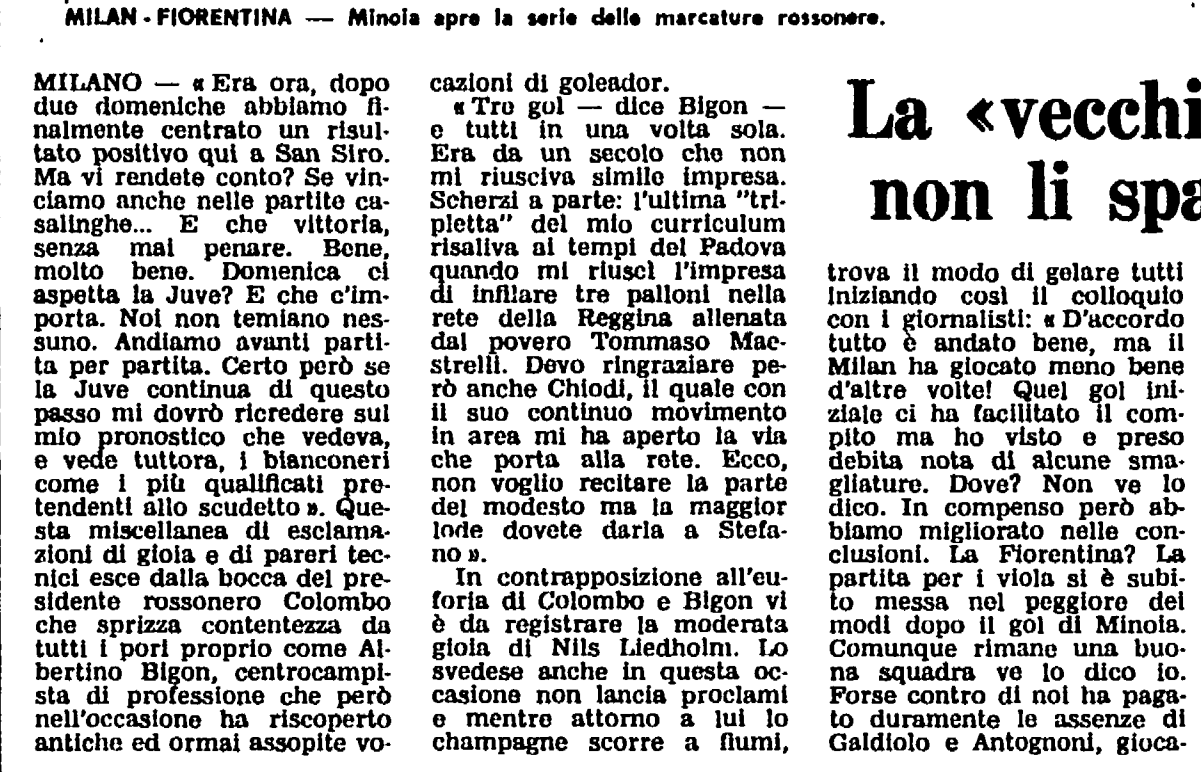 MILAN - FIORENTINA — Minoia apre la serie delle marcature rossonere.
MILANO — « Era ora, dopo
due domeniche abbiamo fi-
nalmente centrato un risul-
tato positivo qui a San Siro.
Ma vi rendete conto? Se vin-
ciamo anche nelle partite ca-
salinghe... E che vittoria,
senza mai penare. Bene,
molto bene. Domenica ci
aspetta la Juve? E che c'im-
porta. Noi non temiano nes-
suno. Andiamo avanti parti-
ta per partita. Certo però se
la Juve continua di questo
passo mi dovrò ricredere sul
mio pronostico che vedeva,
e vede tuttora, i bianconeri
come i più qualificati pre-
tendenti allo scudetto ». Que-
sta miscellanea di esclama-
zioni di gioia e di pareri tec-
nici esce dalla bocca del pre-
sidente rossonero Colombo
che sprizza contentezza da
tutti i pori proprio come Al-
bertino Bigon, centrocampi-
sta di professione che però
nell'occasione ha riscoperto
antiche ed ormai assopite vo-
cazioni di goleador.
« Tre gol — dice Bigon —
e tutti in una volta sola.
Era da un secolo che non
mi riusciva simile impresa.
Scherzi a parte: l'ultima "tri-
pletta" del mio curriculum
risaliva ai tempi del Padova
quando mi riuscì l'impresa
di infilare tre palloni nella
rete della Reggina allenata
dal povero Tommaso Mae-
strelli. Devo ringraziare pe-
rò anche Chiodi, il quale con
il suo continuo movimento
in area mi ha aperto la via
che porta alla rete. Ecco,
non voglio recitare la parte
del modesto ma la maggior
lode dovete darla a Stefa-
no ».
In contrapposizione all'eu-
foria di Colombo e Bigon vi
è da registrare la moderata
gioia di Nils Liedholm. Lo
svedese anche in questa oc-
casione non lancia proclami
e mentre attorno a lui lo
champagne scorre a fiumi,
La «vecchi
non li spa
trova il modo di gelare tutti
iniziando così il colloquio
con i giornalisti: « D'accordo
tutto è andato bene, ma il
Milan ha giocato meno bene
d'altre volte! Quel gol ini-
ziale ci ha facilitato il com-
pito ma ho visto e preso
debita nota di alcune sma-
gliature. Dove? Non ve lo
dico. In compenso però ab-
biamo migliorato nelle con-
clusioni. La Fiorentina? La
partita per i viola si è subi-
to messa nel peggiore dei
modi dopo il gol di Minoia.
Comunque rimane una buo-
na squadra ve lo dico io.
Forse contro di noi ha paga-
to duramente le assenze di
Galdiolo e Antognoni, gioca-